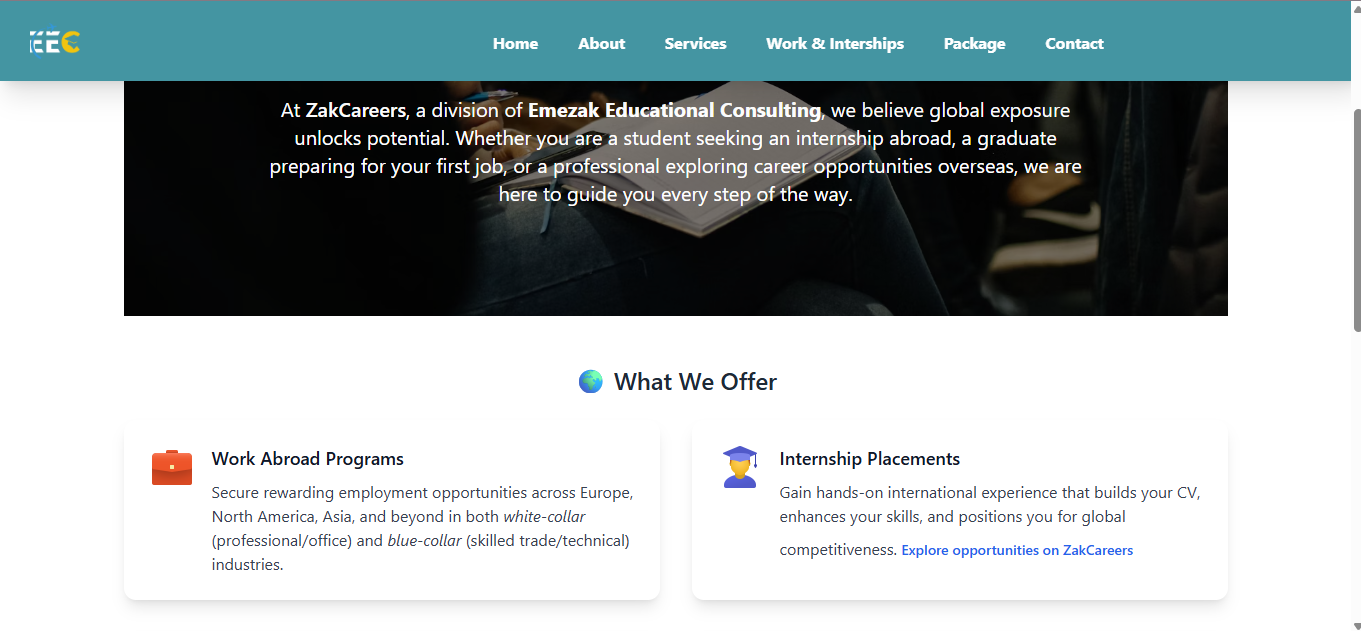 EEC
Home
About
Services
Work & Interships
Package
Contact
At ZakCareers, a division of Emezak Educational Consulting, we believe global exposure
unlocks potential. Whether you are a student seeking an internship abroad, a graduate
preparing for your first job, or a professional exploring career opportunities overseas, we are
here to guide you every step of the way.
What We Offer
Work Abroad Programs
Secure rewarding employment opportunities across Europe,
North America, Asia, and beyond in both white-collar
(professional/office) and blue-collar (skilled trade/technical)
industries.
Internship Placements
Gain hands-on international experience that builds your CV,
enhances your skills, and positions you for global
competitiveness. Explore opportunities on ZakCareers